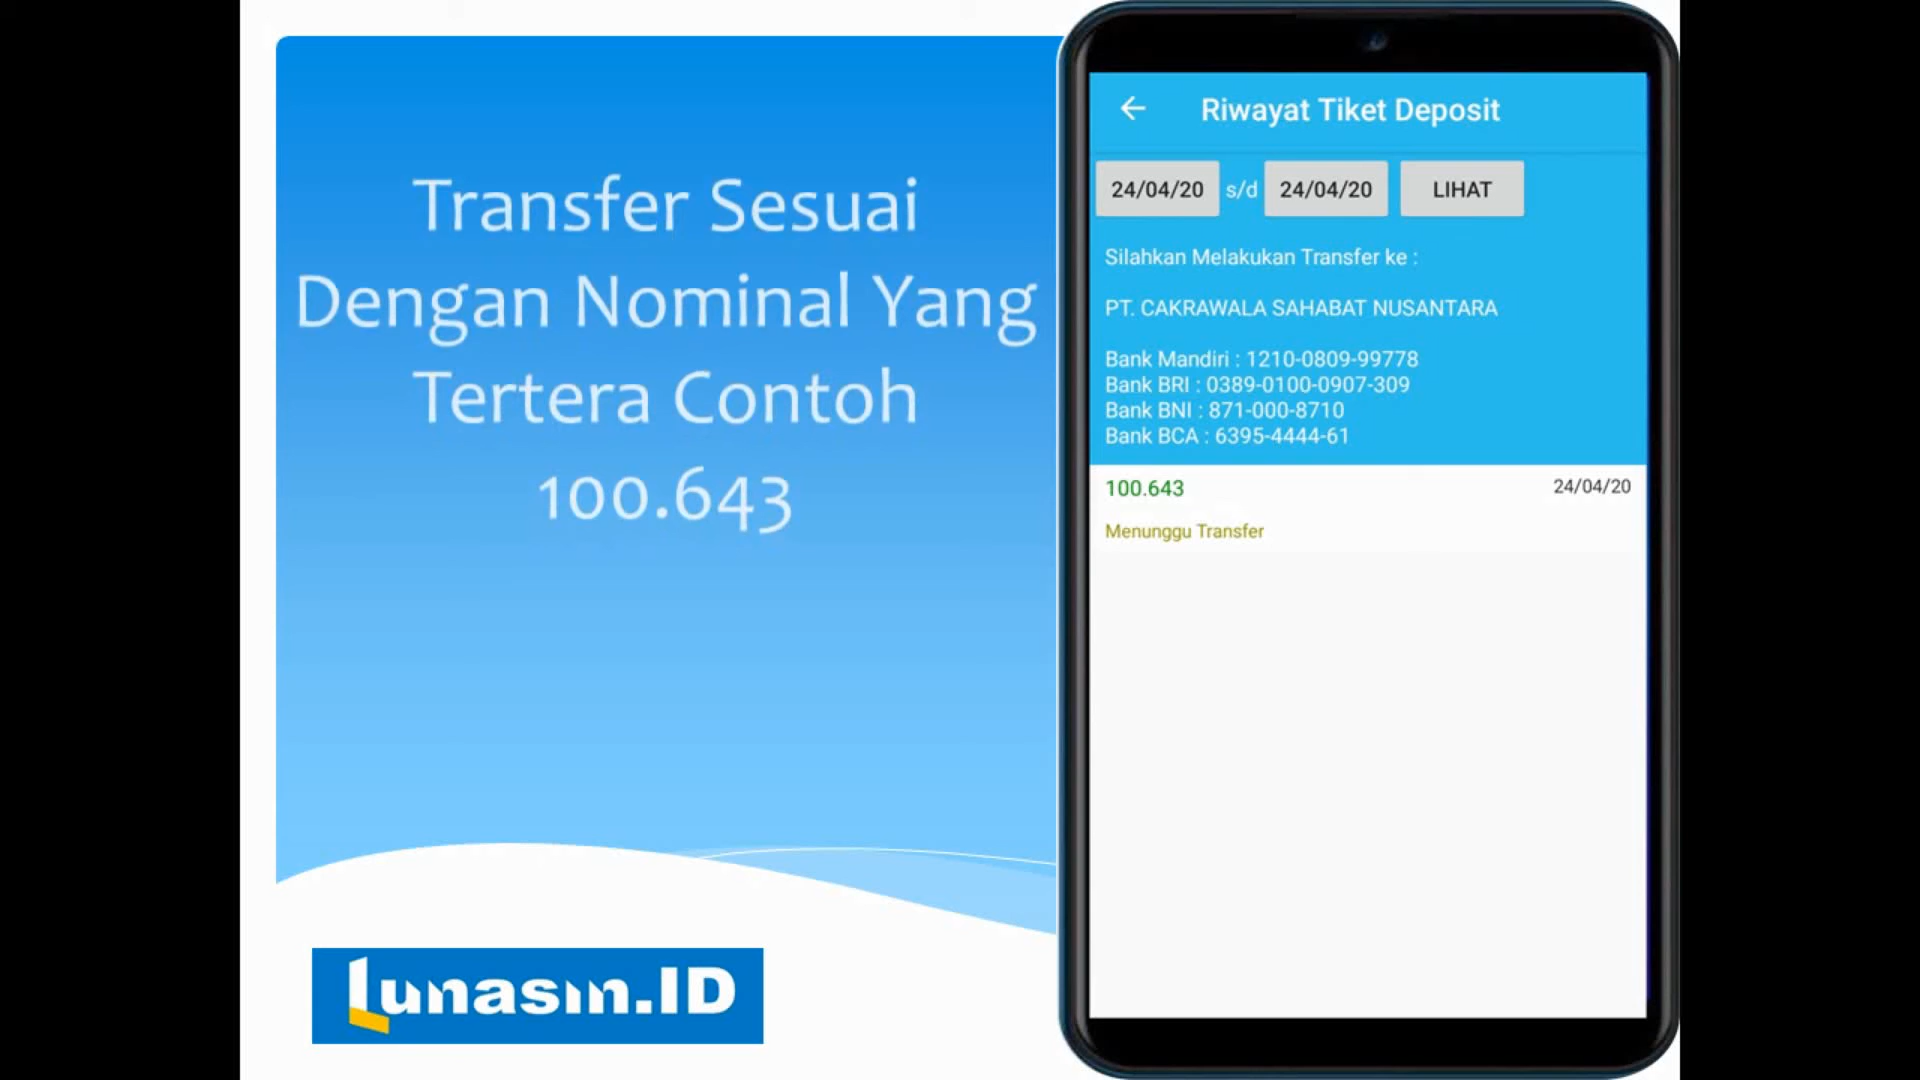 Transfer Sesuai
Dengan Nominal Yang
Tertera Contoh
100.643
Lunasin.ID
Riwayat Tiket Deposit
24/04/20 s/d 24/04/20 LIHAT
Silahkan Melakukan Transfer ke :
PT. CAKRAWALA SAHABAT NUSANTARA
Bank Mandiri : 1210-0809-99778
Bank BRI : 0389-0100-0907-309
Bank BNI : 871-000-8710
Bank BCA : 6395-4444-61
100.643 24/04/20
Menunggu Transfer